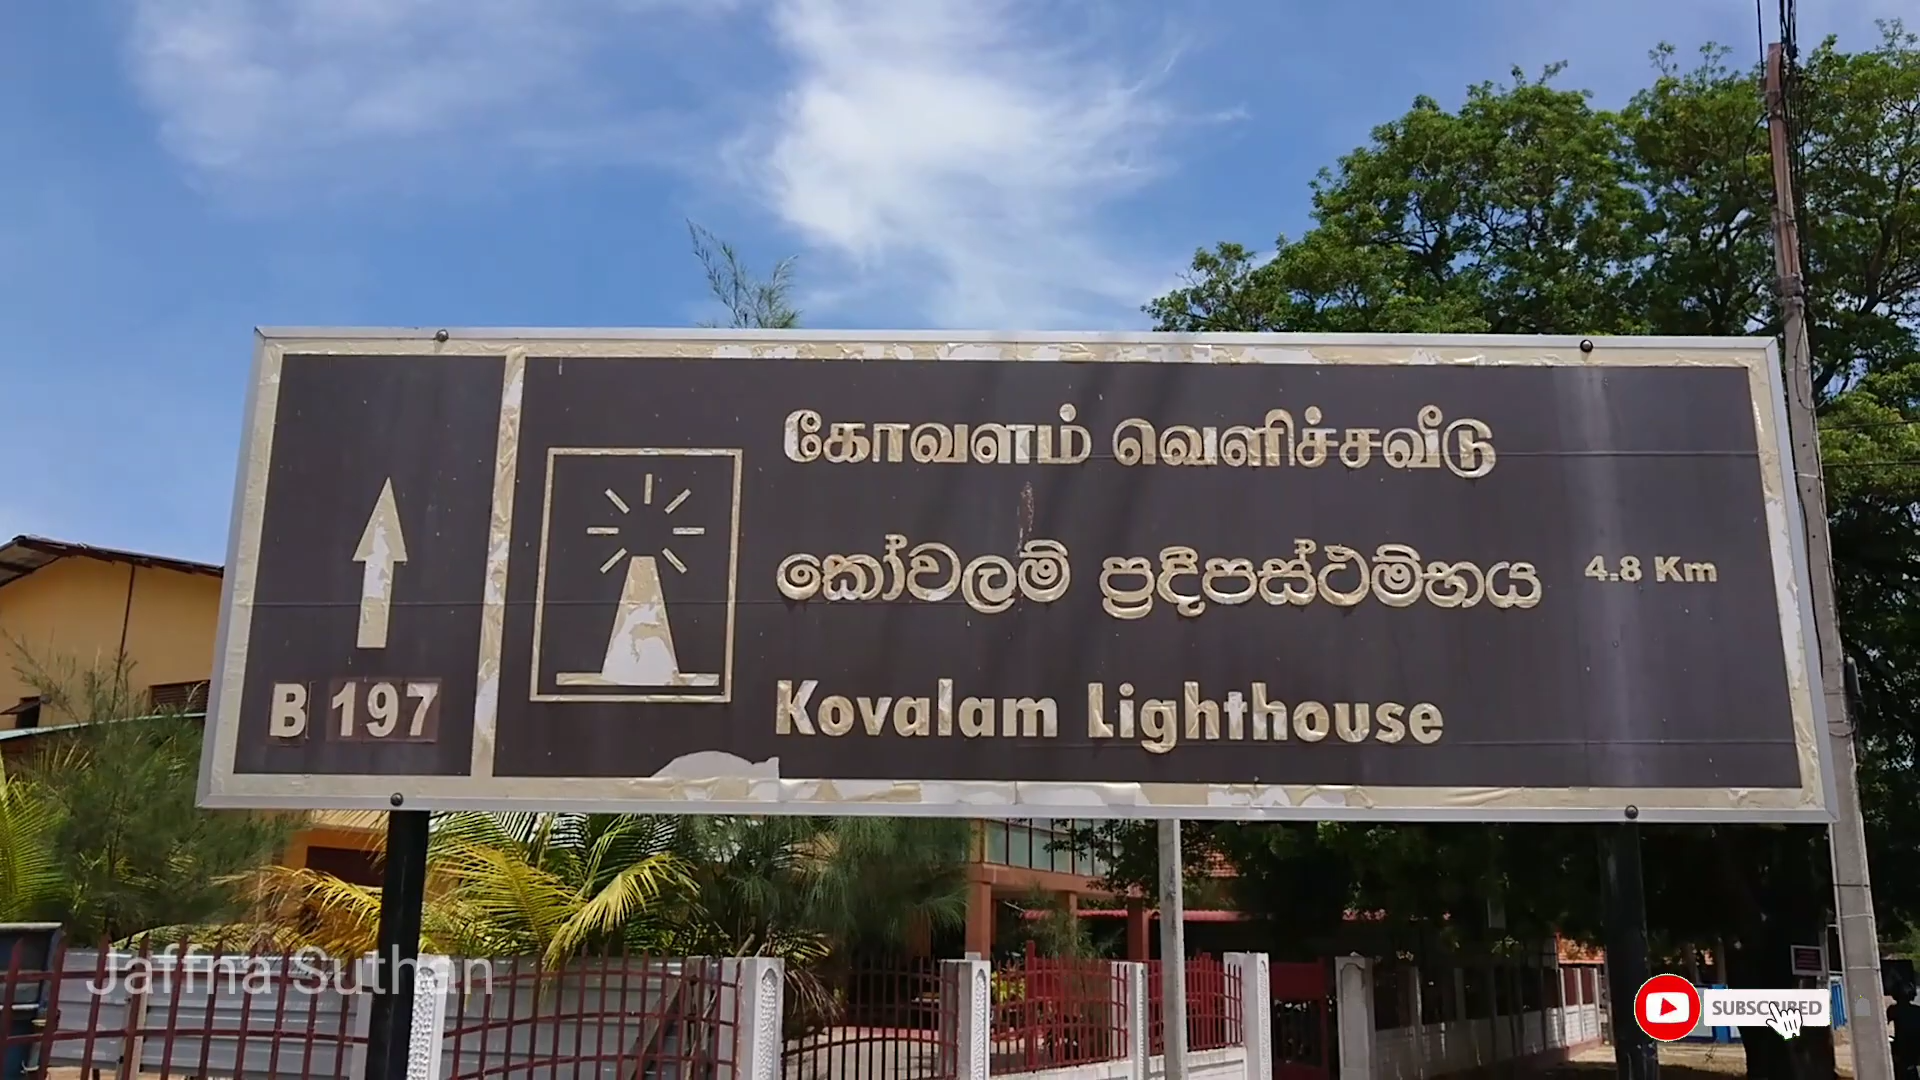 கோவளம் வெளிச்சவீடு
කෝවලම් ප්‍රදීපස්ථම්භය 4.8 Km
B 197
Kovalam Lighthouse
Jaffna Suthan
SUBSCRIBED